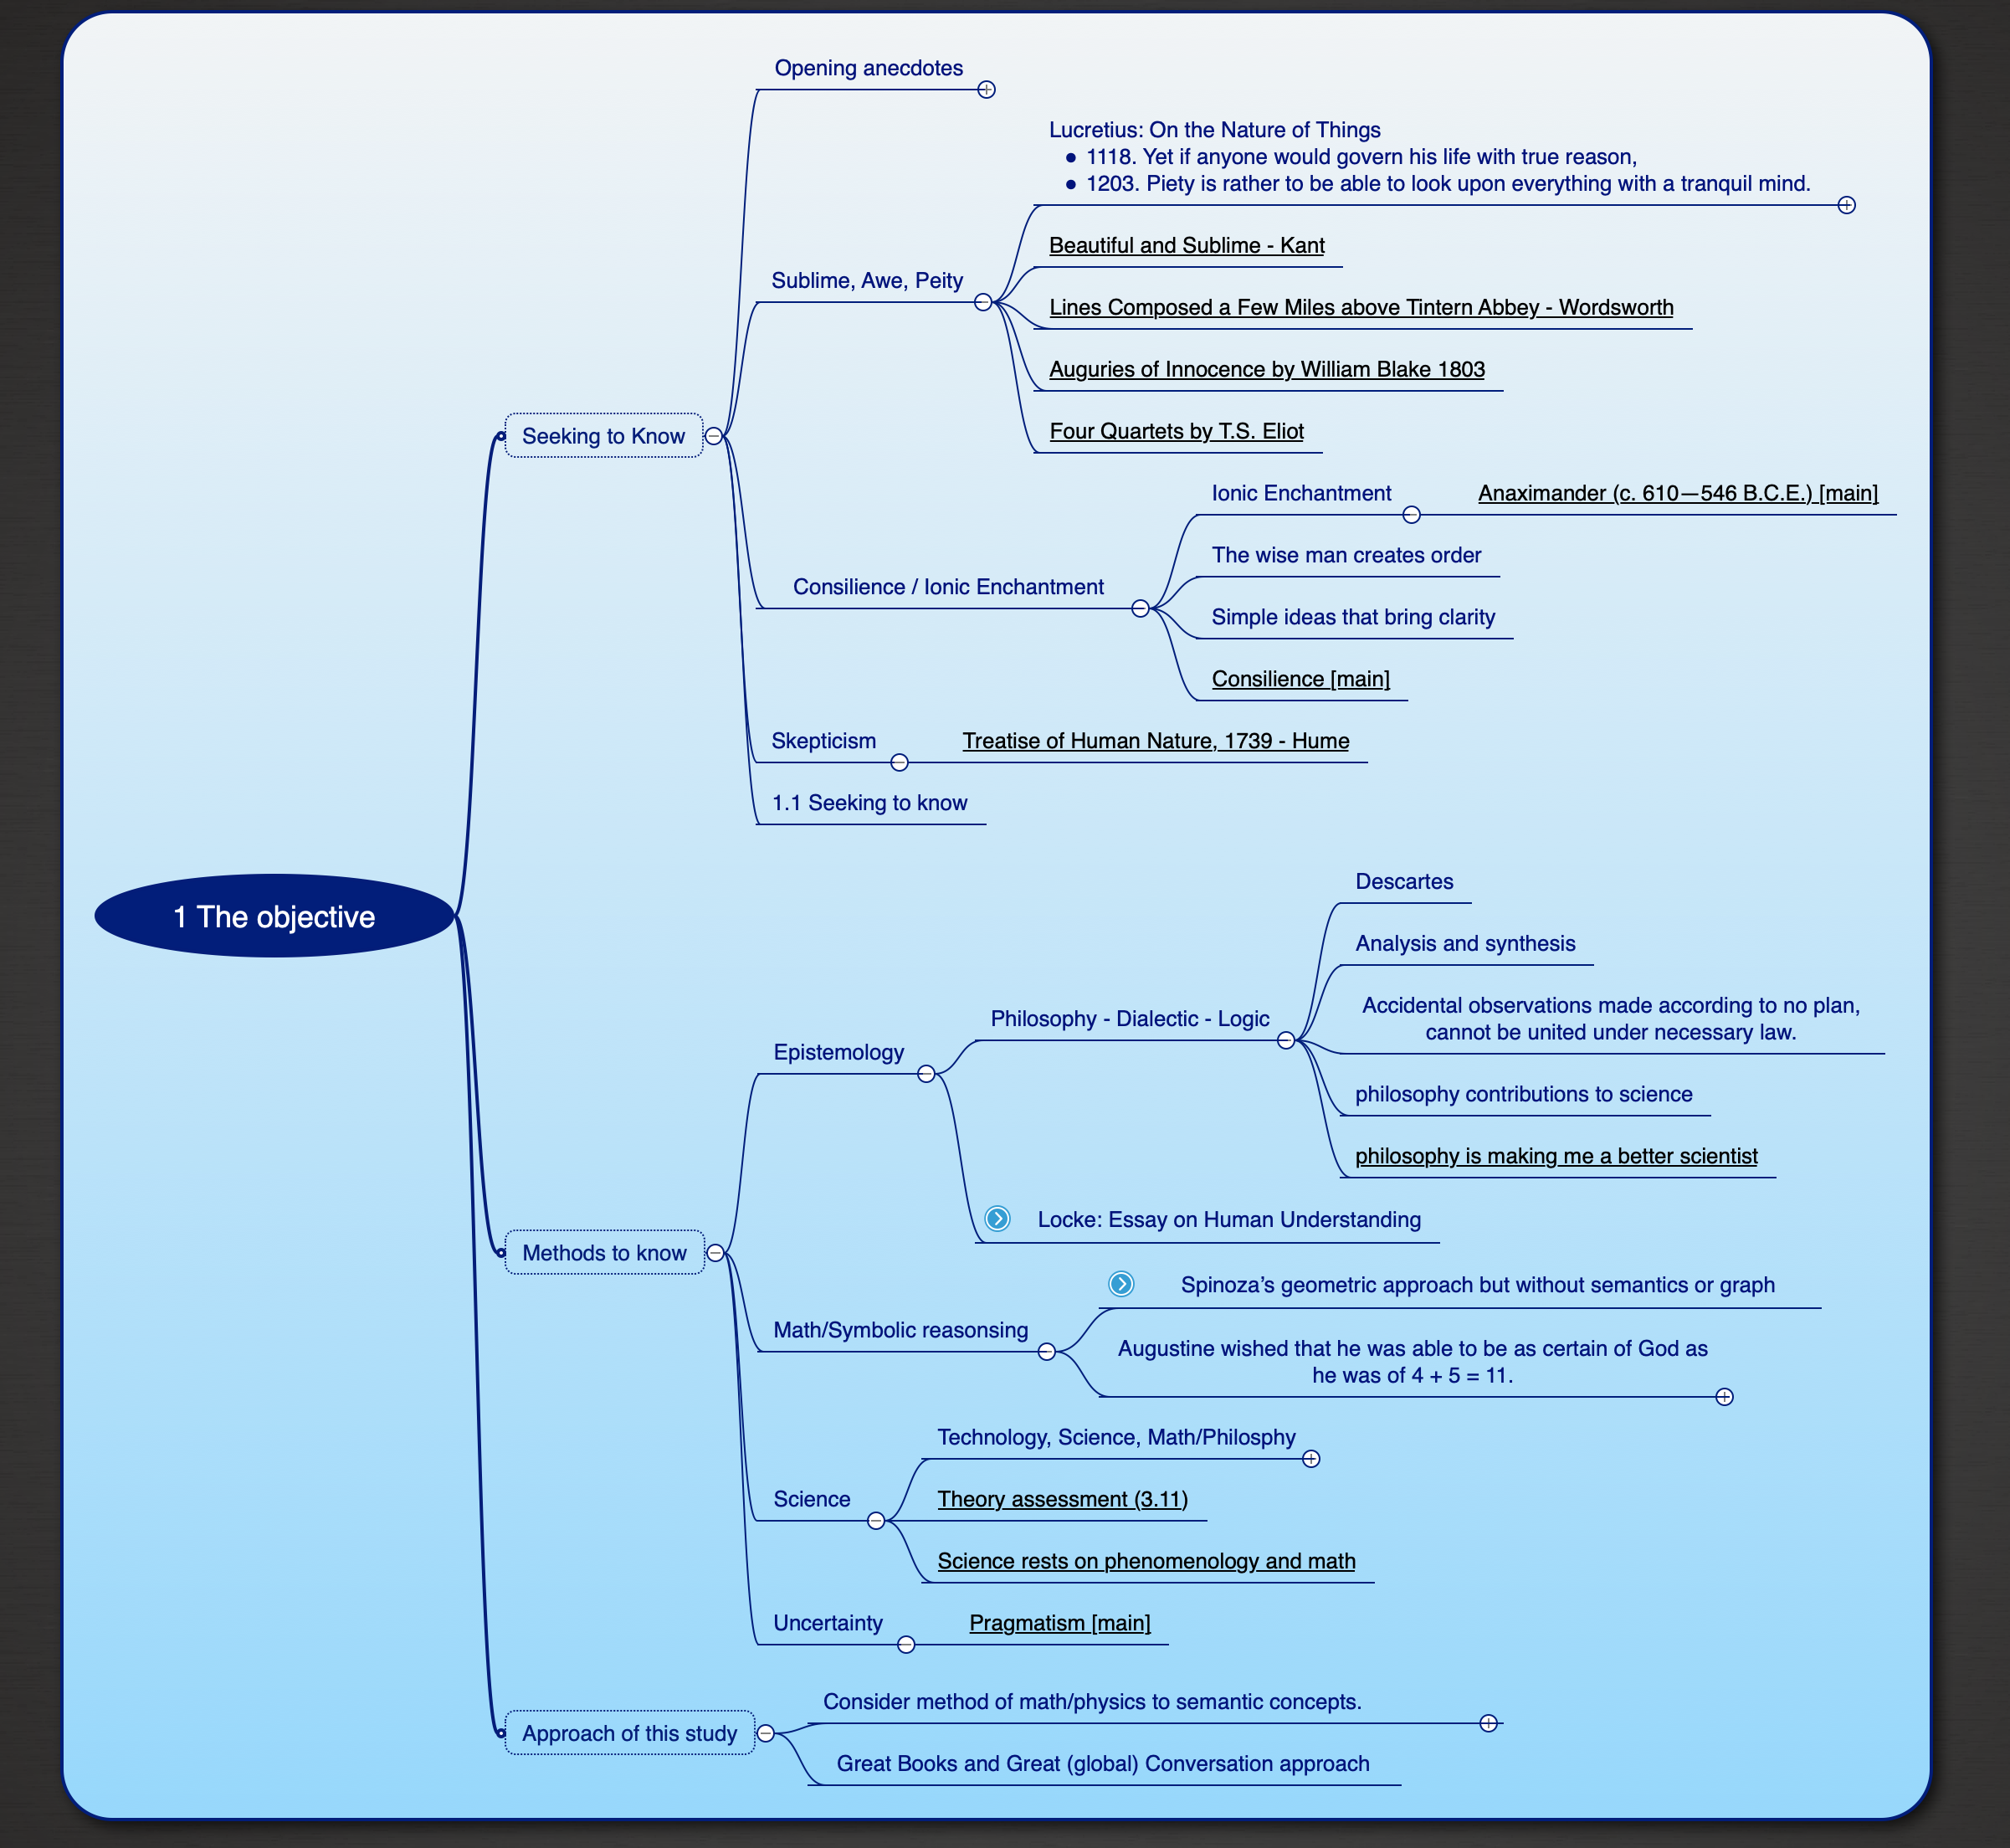 1 The objective
Seeking to Know
Opening anecdotes
Sublime, Awe, Peity
Lucretius: On the Nature of Things
• 1118. Yet if anyone would govern his life with true reason,
• 1203. Piety is rather to be able to look upon everything with a tranquil mind.
Beautiful and Sublime - Kant
Lines Composed a Few Miles above Tintern Abbey - Wordsworth
Auguries of Innocence by William Blake 1803
Four Quartets by T.S. Eliot
Consilience / Ionic Enchantment
Ionic Enchantment
Anaximander (c. 610—546 B.C.E.) [main]
The wise man creates order
Simple ideas that bring clarity
Consilience [main]
Skepticism
Treatise of Human Nature, 1739 - Hume
1.1 Seeking to know
Methods to know
Epistemology
Philosophy - Dialectic - Logic
Descartes
Analysis and synthesis
Accidental observations made according to no plan,
cannot be united under necessary law.
philosophy contributions to science
philosophy is making me a better scientist
Locke: Essay on Human Understanding
Math/Symbolic reasonsing
Spinoza’s geometric approach but without semantics or graph
Augustine wished that he was able to be as certain of God as
he was of 4 + 5 = 11.
Science
Technology, Science, Math/Philosphy
Theory assessment (3.11)
Science rests on phenomenology and math
Uncertainty
Pragmatism [main]
Approach of this study
Consider method of math/physics to semantic concepts.
Great Books and Great (global) Conversation approach